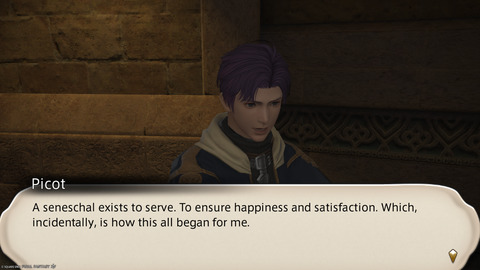 Picot
A seneschal exists to serve. To ensure happiness and satisfaction. Which,
incidentally, is how this all began for me.